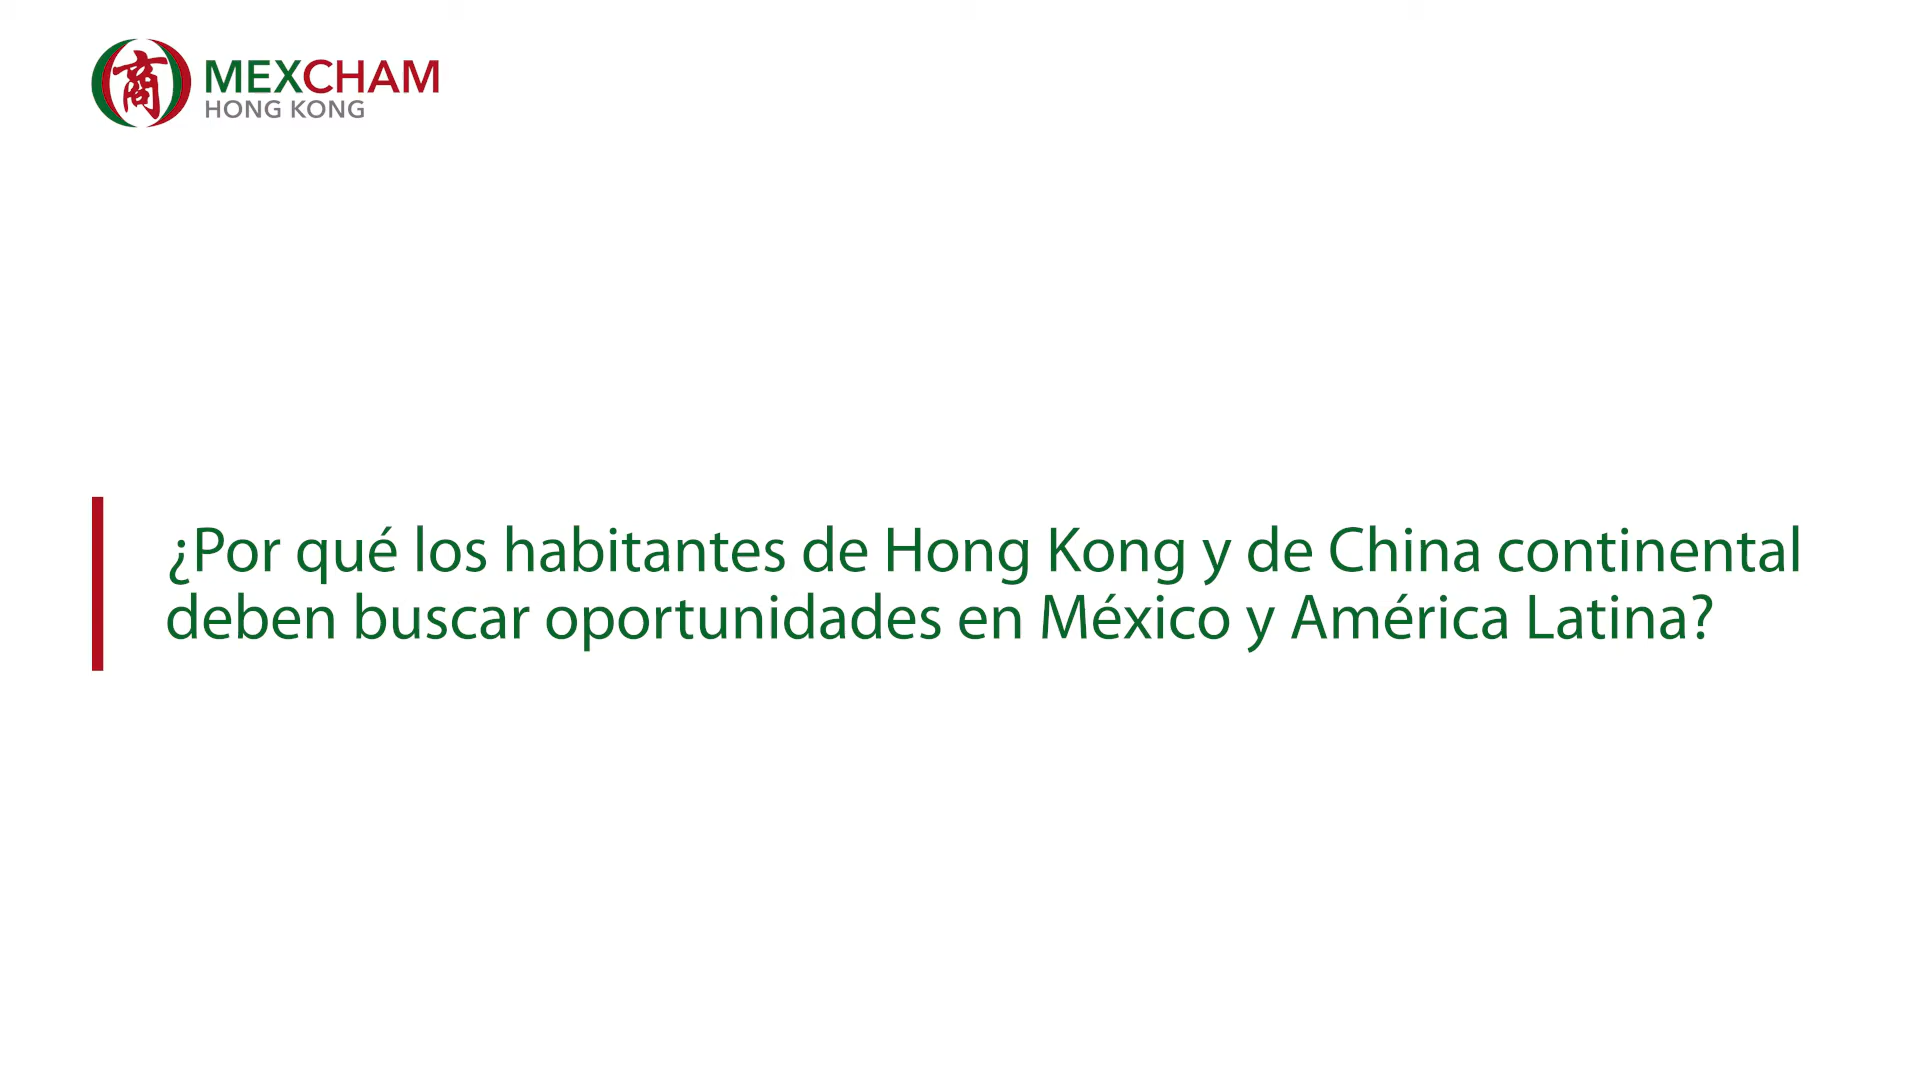 商
MEXCHAM
HONG KONG
¿Por qué los habitantes de Hong Kong y de China continental
deben buscar oportunidades en México y América Latina?